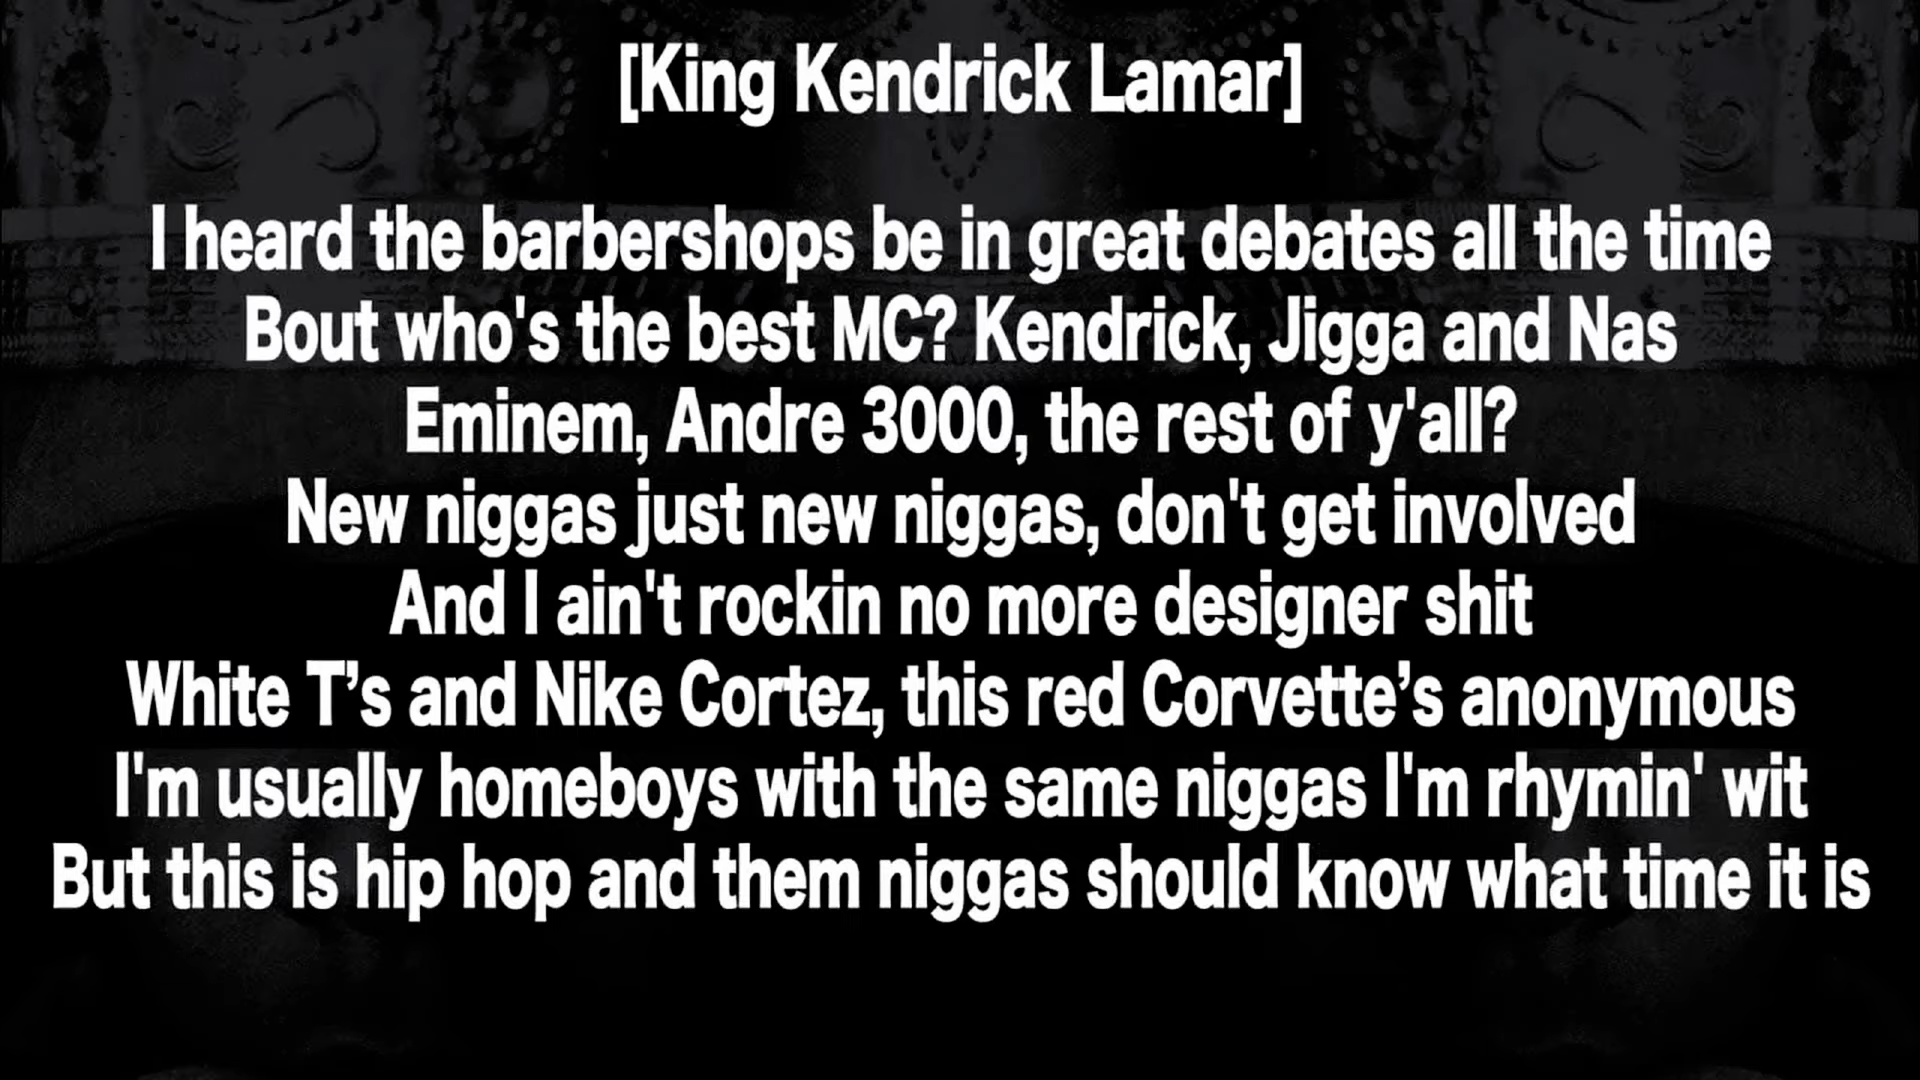 [King Kendrick Lamar]
I heard the barbershops be in great debates all the time
Bout who's the best MC? Kendrick, Jigga and Nas
Eminem, Andre 3000, the rest of y'all?
New niggas just new niggas, don't get involved
And I ain't rockin no more designer shit
White T’s and Nike Cortez, this red Corvette’s anonymous
I'm usually homeboys with the same niggas I'm rhymin' wit
But this is hip hop and them niggas should know what time it is